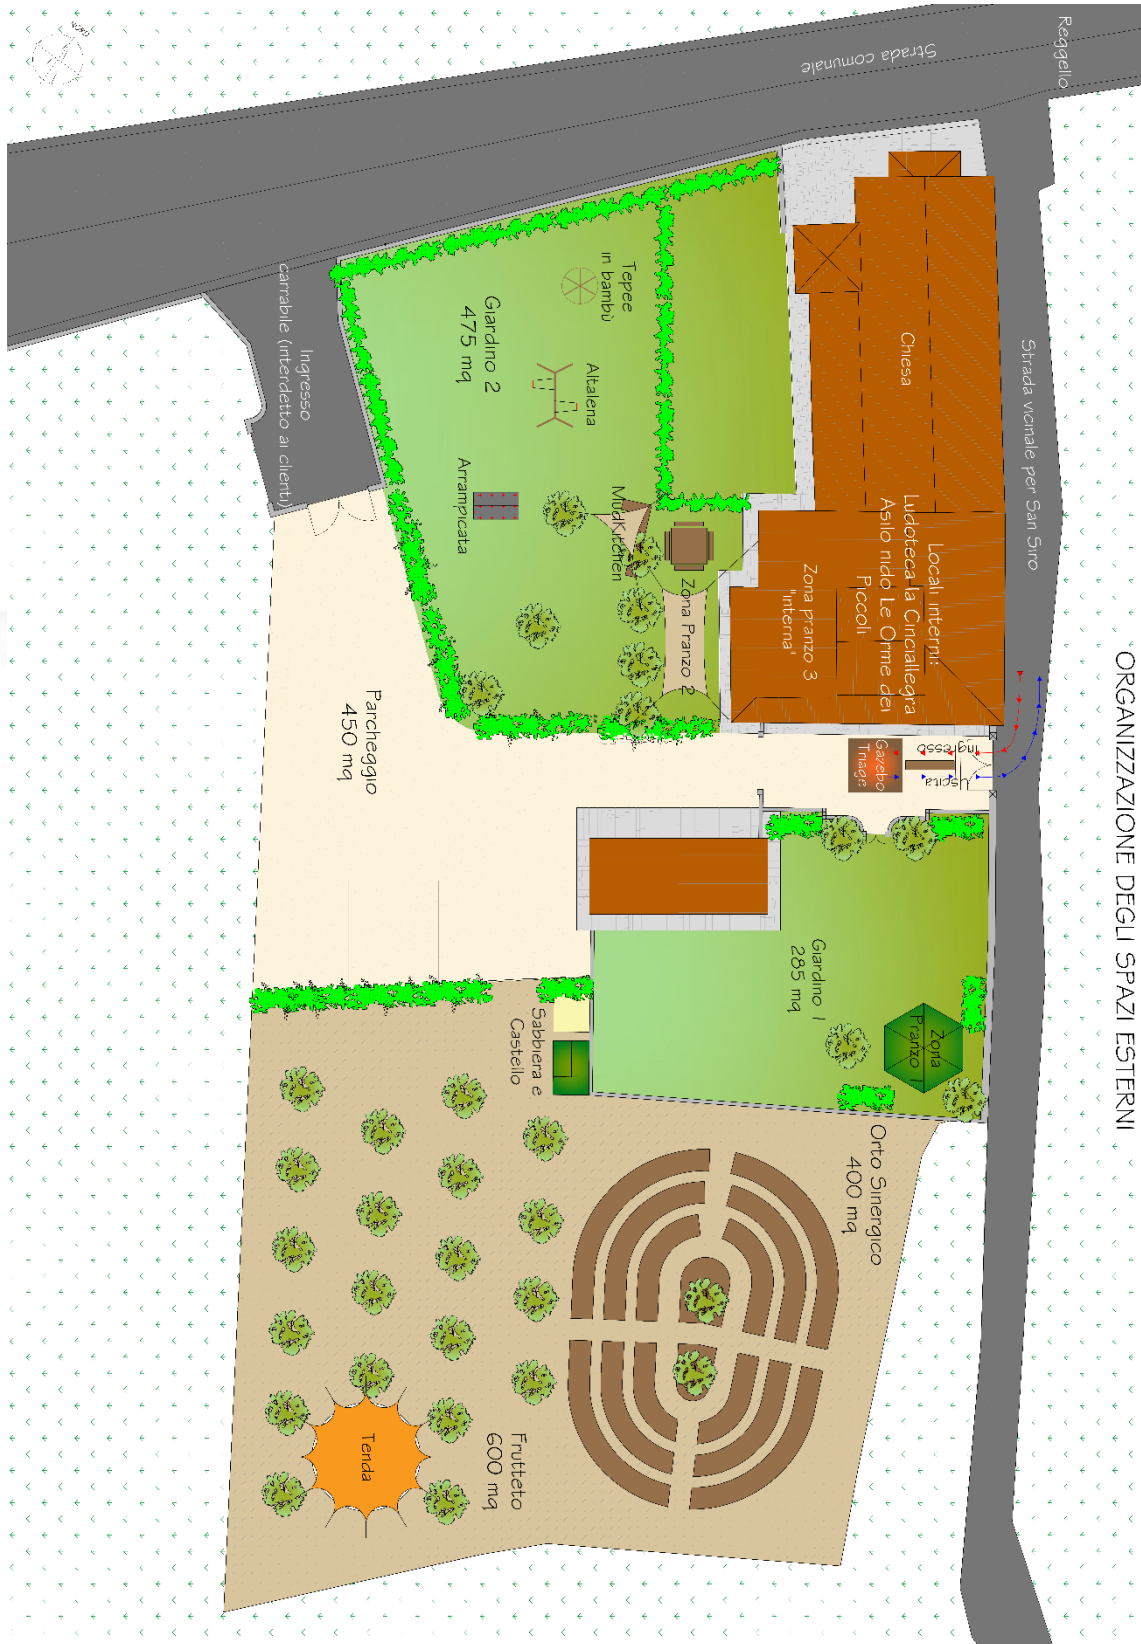 ORGANIZZAZIONE DEGLI SPAZI ESTERNI
Reggello
Strada comunale
Strada vicinale per San Siro
Chiesa
Locali interni:
Ludoteca la Cinciallegra
Asilo nido Le Orme dei
Piccoli
Zona pranzo 3
"interna"
Ingresso
Uscita
Gazebo
Triage
Tepee
in bambù
Altalena
Giardino 2
475 mq
Arrampicata
MudKitchen
Zona Pranzo 2
Ingresso
carrabile (interdetto ai clienti)
Parcheggio
450 mq
Giardino 1
285 mq
Zona
Pranzo 1
Sabbiera e
Castello
Orto Sinergico
400 mq
Frutteto
600 mq
Tenda